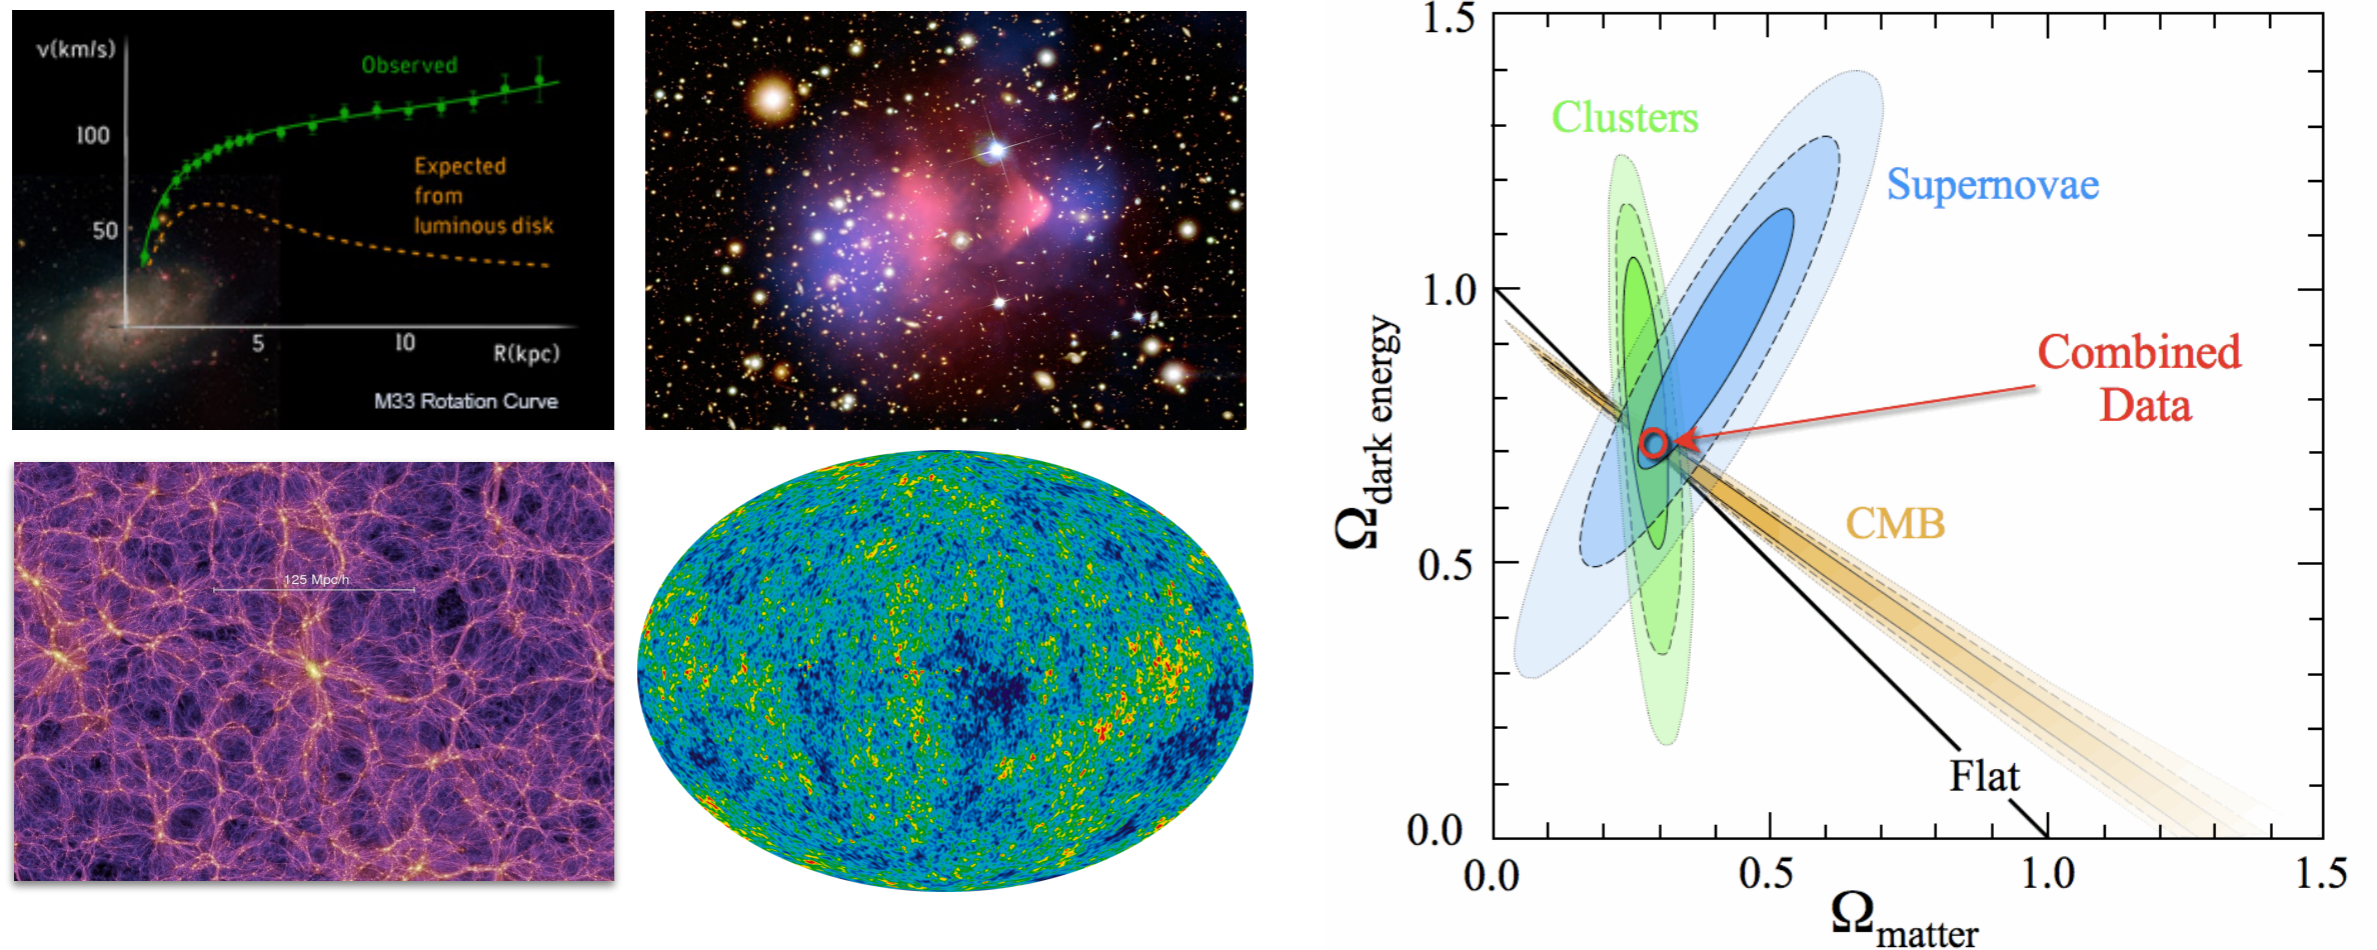 v(km/s)
Observed
100
Expected
from
luminous disk
50
5
10
R(kpc)
M33 Rotation Curve
125 Mpc/h
1.5
Clusters
Supernovae
1.0
Combined
Data
CMB
0.5
Flat
0.0
0.0
0.5
1.0
1.5
Ωdark energy
Ωmatter